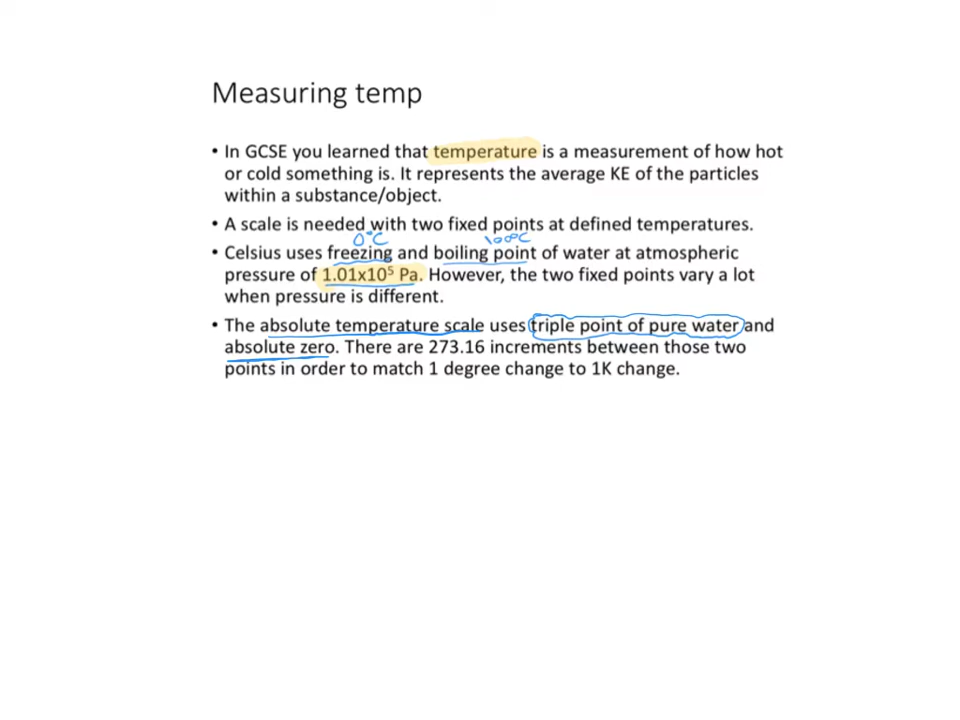 Measuring temp
• In GCSE you learned that temperature is a measurement of how hot
or cold something is. It represents the average KE of the particles
within a substance/object.
• A scale is needed with two fixed points at defined temperatures.
0°C 100°C
• Celsius uses freezing and boiling point of water at atmospheric
pressure of 1.01x10⁵ Pa. However, the two fixed points vary a lot
when pressure is different.
• The absolute temperature scale uses triple point of pure water and
absolute zero. There are 273.16 increments between those two
points in order to match 1 degree change to 1K change.